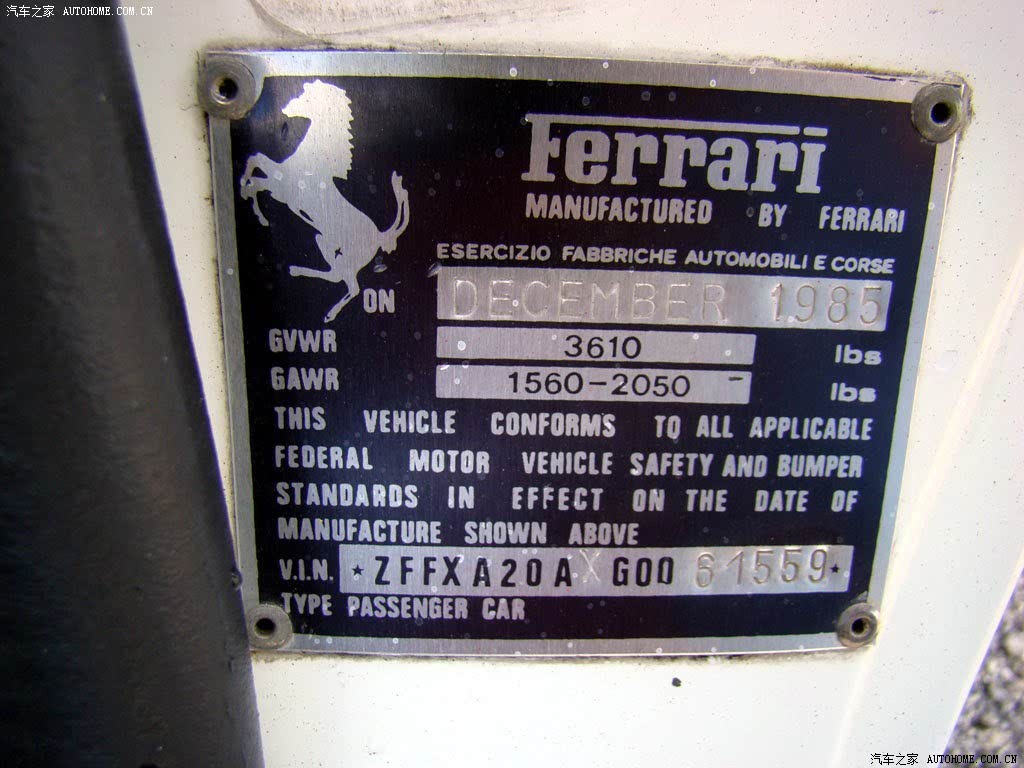 汽车之家 AUTOHOME.COM.CN
Ferrari
MANUFACTURED BY FERRARI
ESERCIZIO FABBRICHE AUTOMOBILI E CORSE
ON DECEMBER 1985
GVWR 3610 lbs
GAWR 1560-2050 lbs
THIS VEHICLE CONFORMS TO ALL APPLICABLE
FEDERAL MOTOR VEHICLE SAFETY AND BUMPER
STANDARDS IN EFFECT ON THE DATE OF
MANUFACTURE SHOWN ABOVE
V.I.N. *ZFFXA20AXG0061559*
TYPE PASSENGER CAR
汽车之家 AUTOHOME.COM.CN